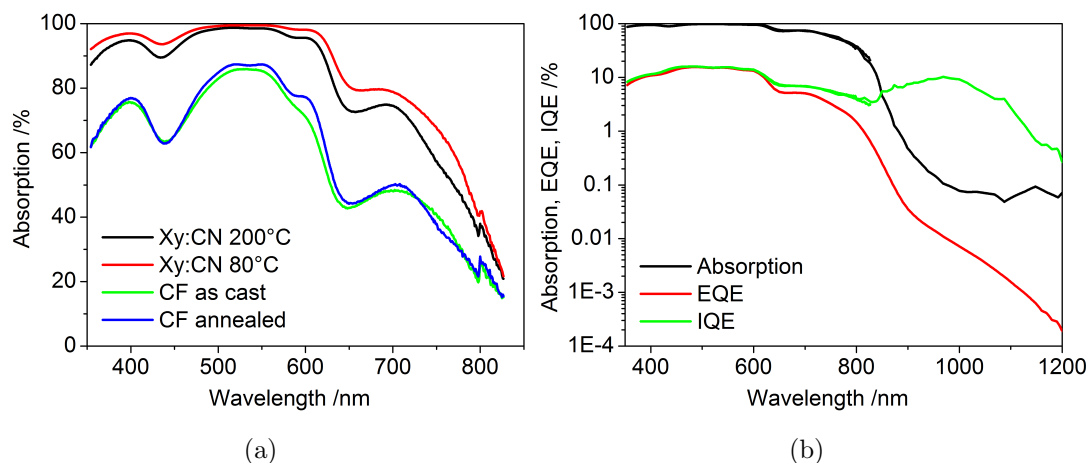 100
80
60
40
20
0
Absorption /%
400 500 600 700 800
Wavelength /nm
Xy:CN 200°C
Xy:CN 80°C
CF as cast
CF annealed
(a)
100
10
1
0.1
0.01
1E-3
1E-4
Absorption, EQE, IQE /%
400 600 800 1000 1200
Wavelength /nm
Absorption
EQE
IQE
(b)